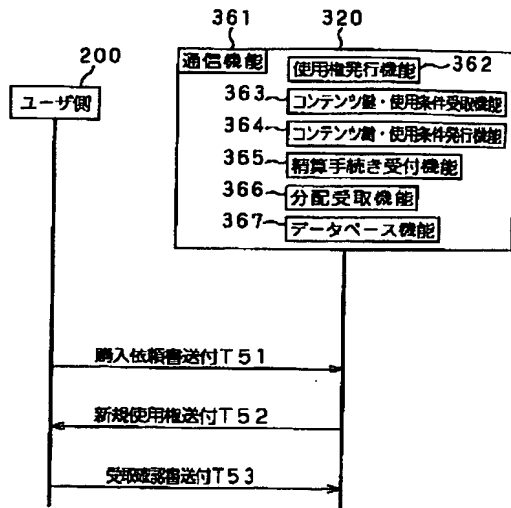 361 320
200
通信機能
使用権発行機能 362
ユーザ側
363 コンテンツ鍵・使用条件受取機能
364 コンテンツ鍵・使用条件発行機能
365 精算手続き受付機能
366 分配受取機能
367 データベース機能
購入依頼書送付T51
新規使用権送付T52
受取確認書送付T53